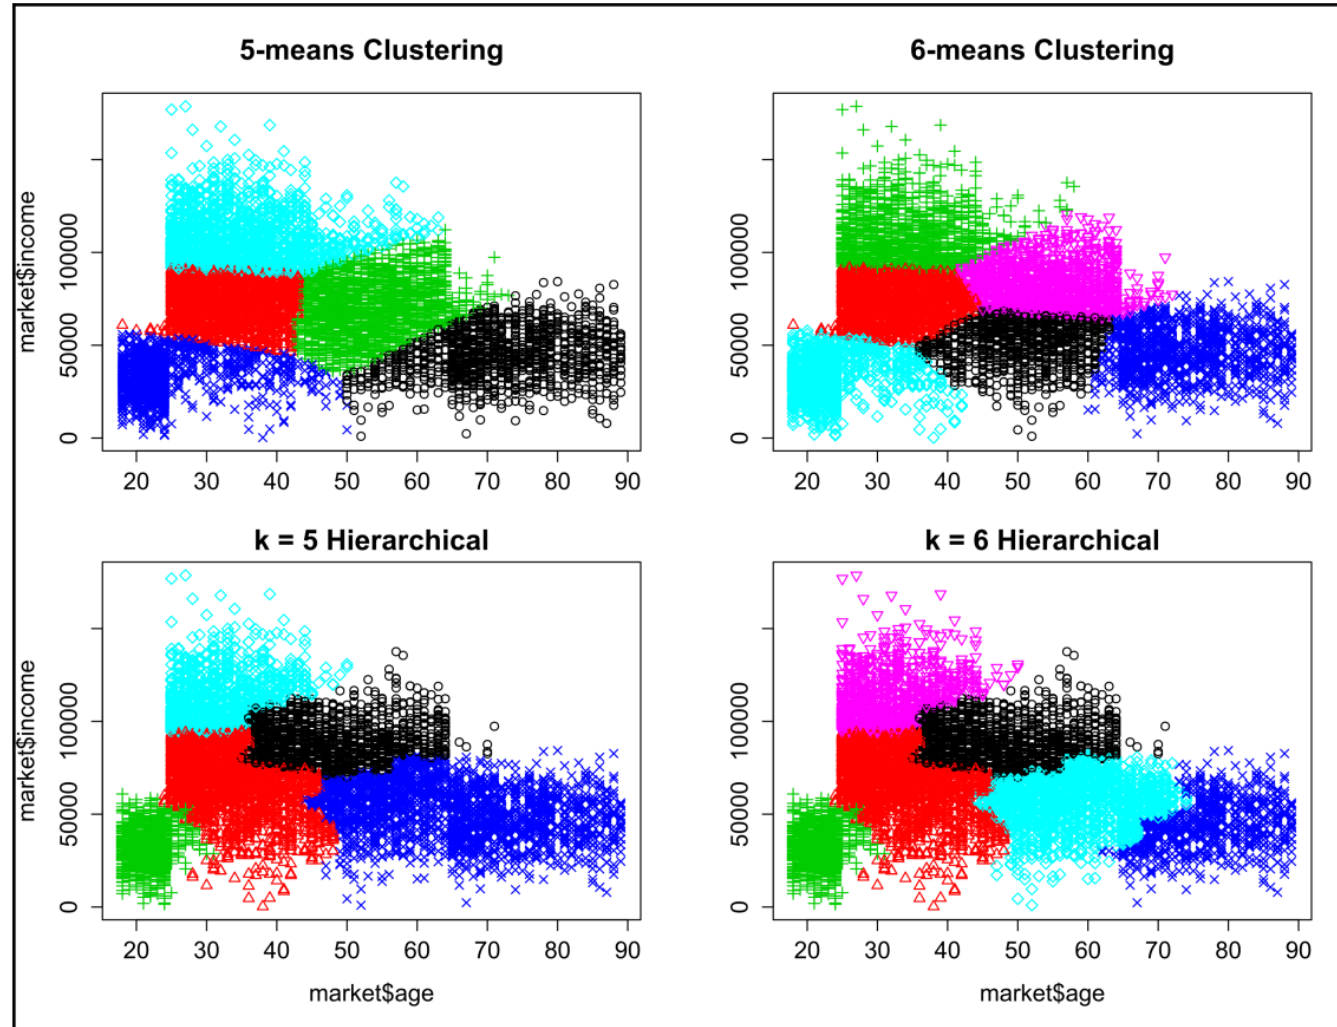 5-means Clustering
6-means Clustering
market$income
0 50000 100000
0 50000 100000
20 30 40 50 60 70 80 90
20 30 40 50 60 70 80 90
k = 5 Hierarchical
k = 6 Hierarchical
market$income
0 50000 100000
0 50000 100000
20 30 40 50 60 70 80 90
20 30 40 50 60 70 80 90
market$age
market$age